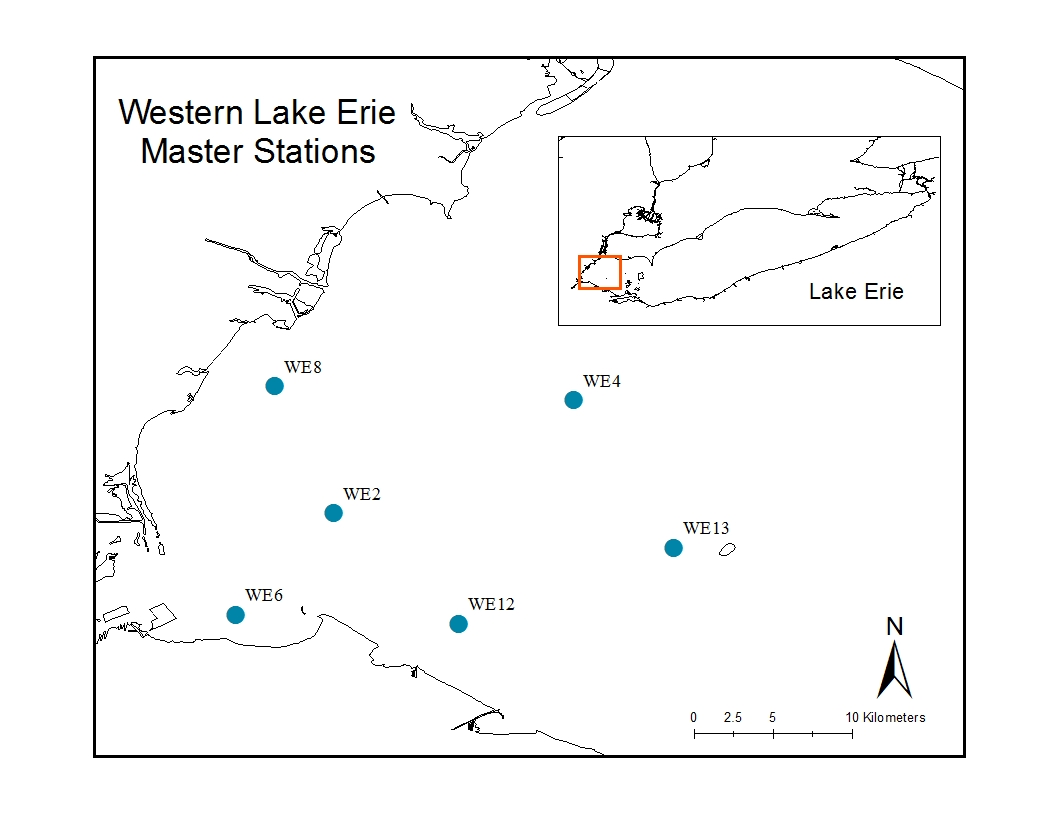 Western Lake Erie
Master Stations
Lake Erie
WE8
WE4
WE2
WE13
WE6
WE12
N
0 2.5 5 10 Kilometers